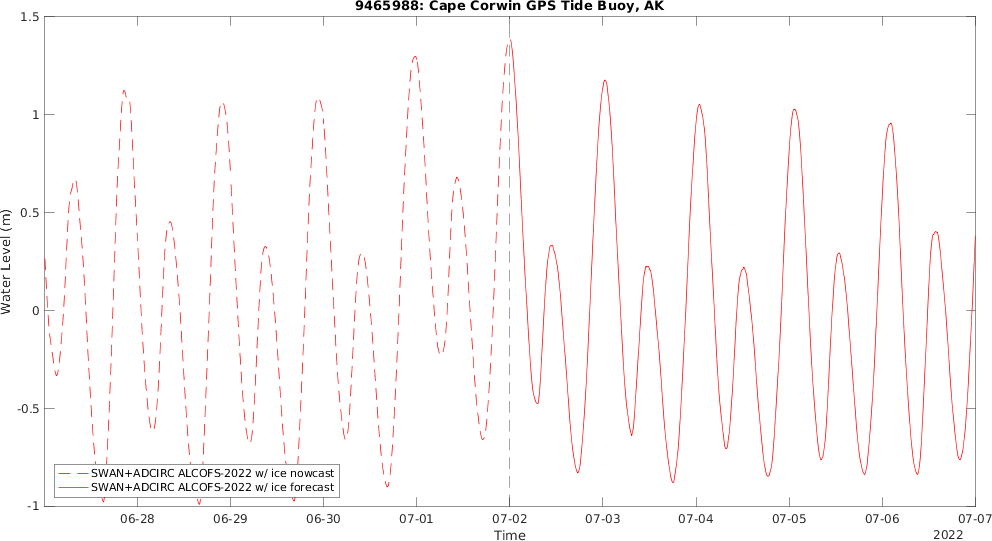 9465988: Cape Corwin GPS Tide Buoy, AK
1.5
1
0.5
0
-0.5
-1
Water Level (m)
SWAN+ADCIRC ALCOFS-2022 w/ ice nowcast
SWAN+ADCIRC ALCOFS-2022 w/ ice forecast
06-28 06-29 06-30 07-01 07-02 07-03 07-04 07-05 07-06 07-07
Time
2022